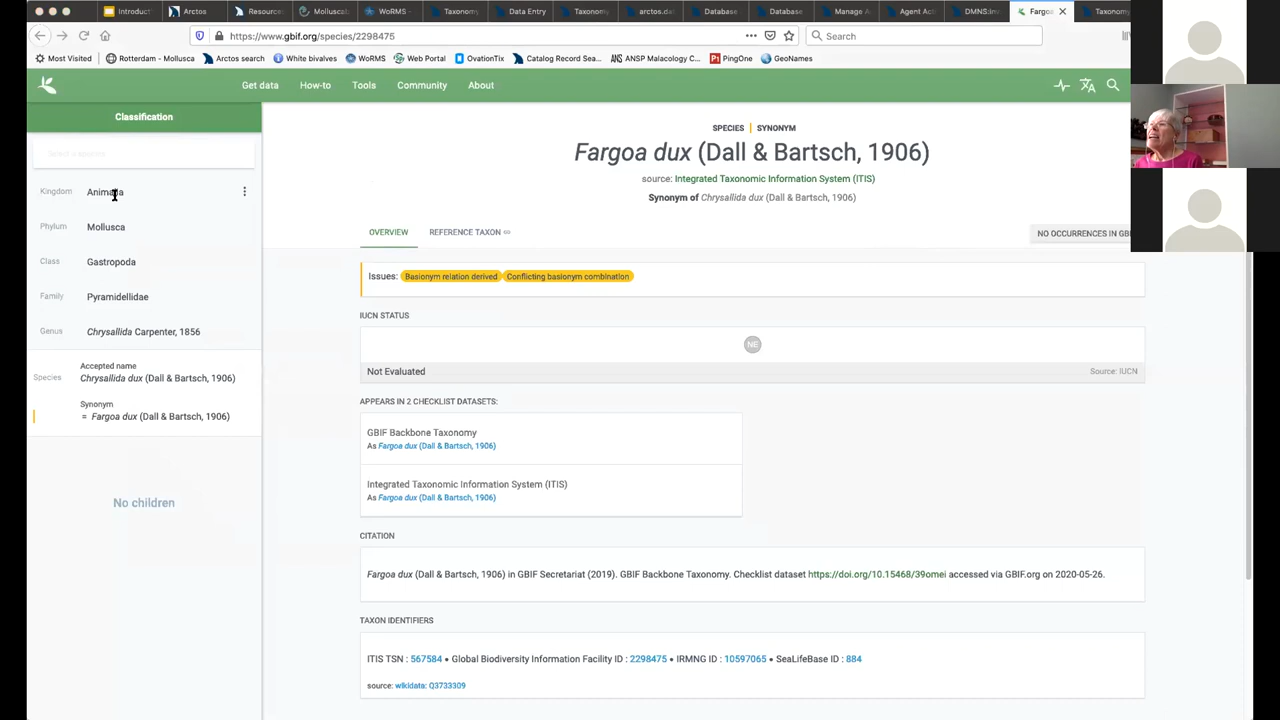 Introduct
Arctos
Resource
Mollusca
WoRMS -
Taxonomy
Data Entry
Taxonom
arctos.da
Database
Database
Manage A
Agent Ac
DMNS:In
Fargo
Taxonomy
https://www.gbif.org/species/2298475
Search
Most Visited
Rotterdam - Mollusca
Arctos search
White bivalves
WoRMS
Web Portal
OvationTix
Catalog Record Sea...
ANSP Malacology C...
PingOne
GeoNames
Get data How-to Tools Community About
Classification
Select a source
Kingdom Animalia
Phylum Mollusca
Class Gastropoda
Family Pyramidellidae
Genus Chrysallida Carpenter, 1856
Accepted name
Species Chrysallida dux (Dall & Bartsch, 1906)
Synonym
= Fargoa dux (Dall & Bartsch, 1906)
No children
SPECIES | SYNONYM
Fargoa dux (Dall & Bartsch, 1906)
source: Integrated Taxonomic Information System (ITIS)
Synonym of Chrysallida dux (Dall & Bartsch, 1906)
OVERVIEW REFERENCE TAXON
NO OCCURRENCES IN GBI
Issues: Basionym relation derived Conflicting basionym combination
IUCN STATUS
NE
Not Evaluated Source: IUCN
APPEARS IN 2 CHECKLIST DATASETS:
GBIF Backbone Taxonomy
As Fargoa dux (Dall & Bartsch, 1906)
Integrated Taxonomic Information System (ITIS)
As Fargoa dux (Dall & Bartsch, 1906)
CITATION
Fargoa dux (Dall & Bartsch, 1906) in GBIF Secretariat (2019). GBIF Backbone Taxonomy. Checklist dataset https://doi.org/10.15468/39omei accessed via GBIF.org on 2020-05-26.
TAXON IDENTIFIERS
ITIS TSN : 567584 • Global Biodiversity Information Facility ID : 2298475 • IRMNG ID : 10597065 • SeaLifeBase ID : 884
source: wikidata: Q3733309